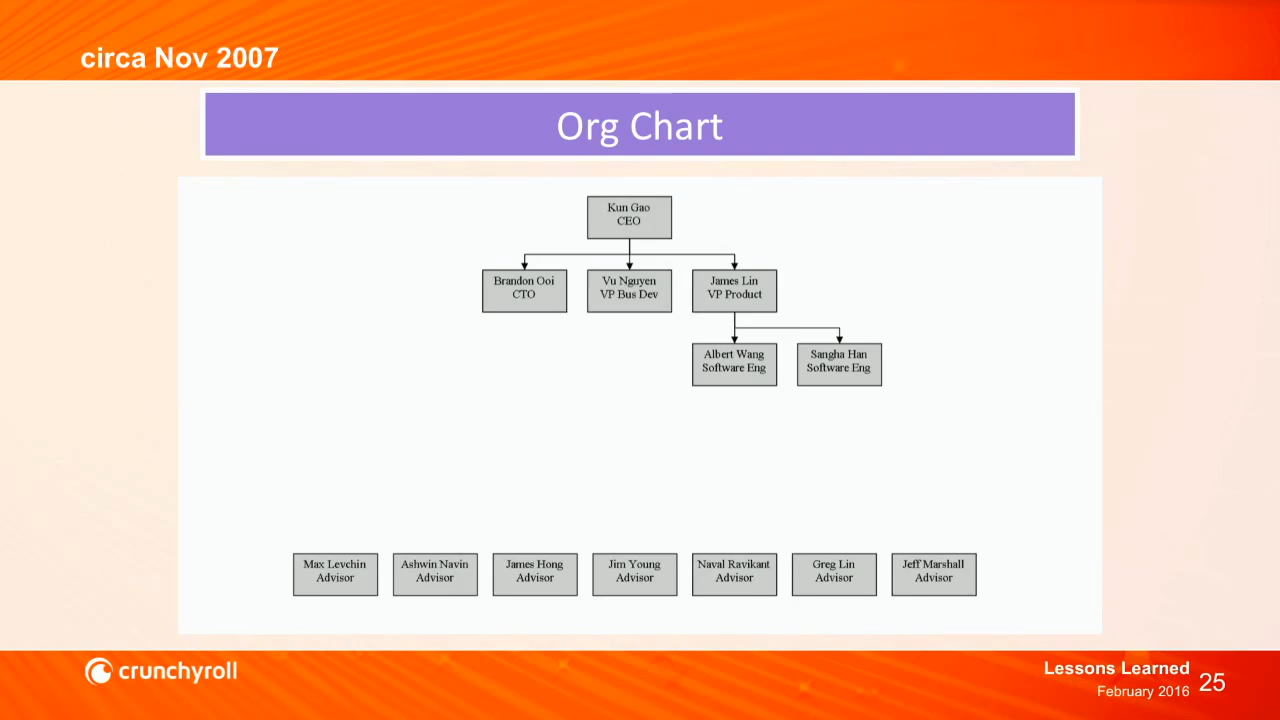 circa Nov 2007
Org Chart
Kun Gao
CEO
Brandon Ooi
CTO
Vu Nguyen
VP Bus Dev
James Lin
VP Product
Albert Wang
Software Eng
Sangha Han
Software Eng
Max Levchin
Advisor
Ashwin Navin
Advisor
James Hong
Advisor
Jim Young
Advisor
Naval Ravikant
Advisor
Greg Lin
Advisor
Jeff Marshall
Advisor
crunchyroll
Lessons Learned
February 2016
25